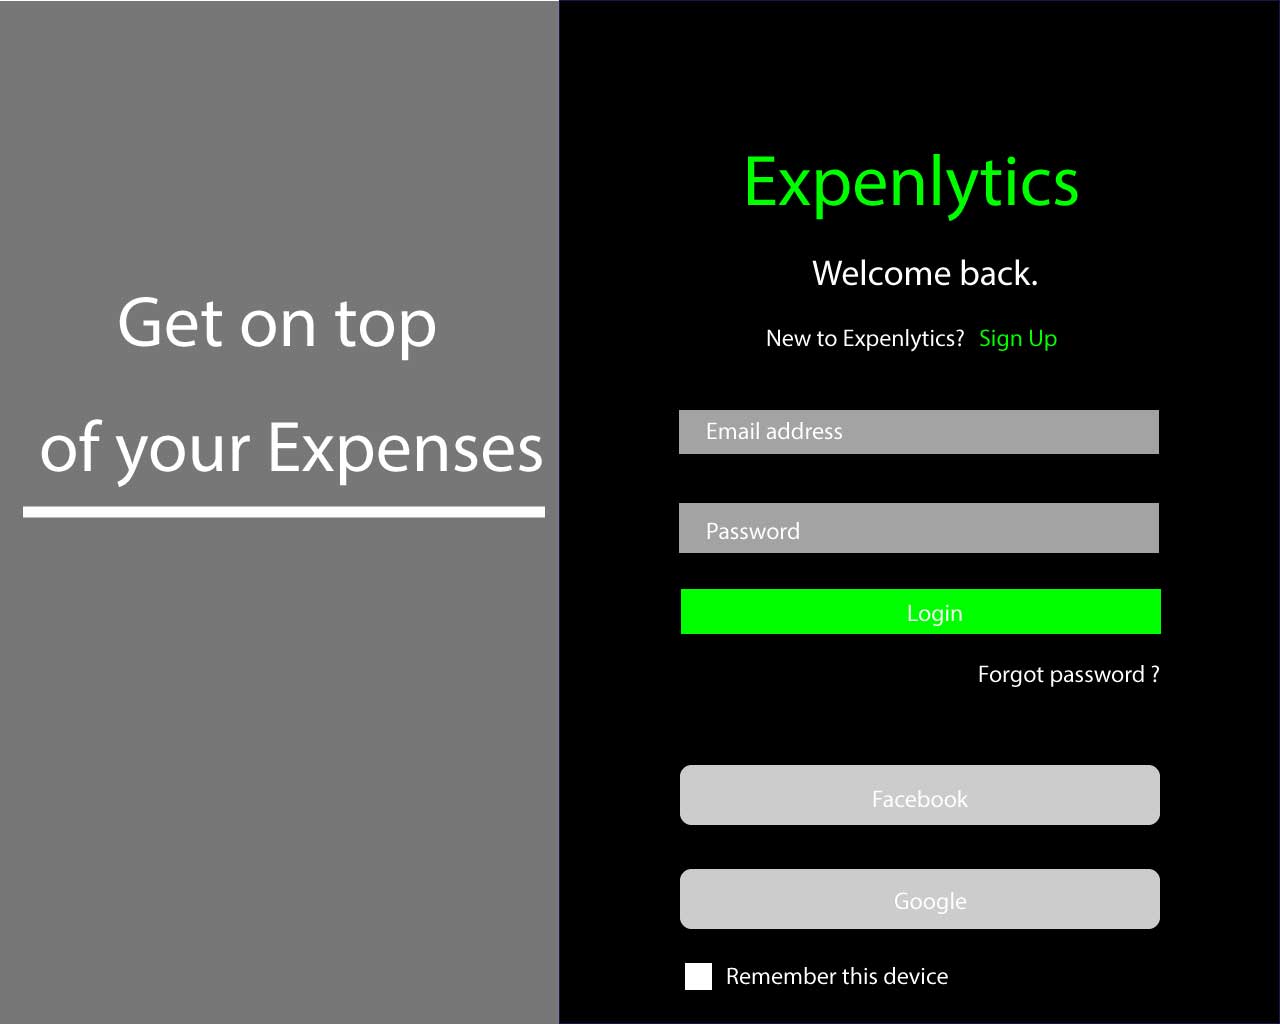 Get on top
of your Expenses
Expenlytics
Welcome back.
New to Expenlytics? Sign Up
Email address
Password
Login
Forgot password ?
Facebook
Google
Remember this device